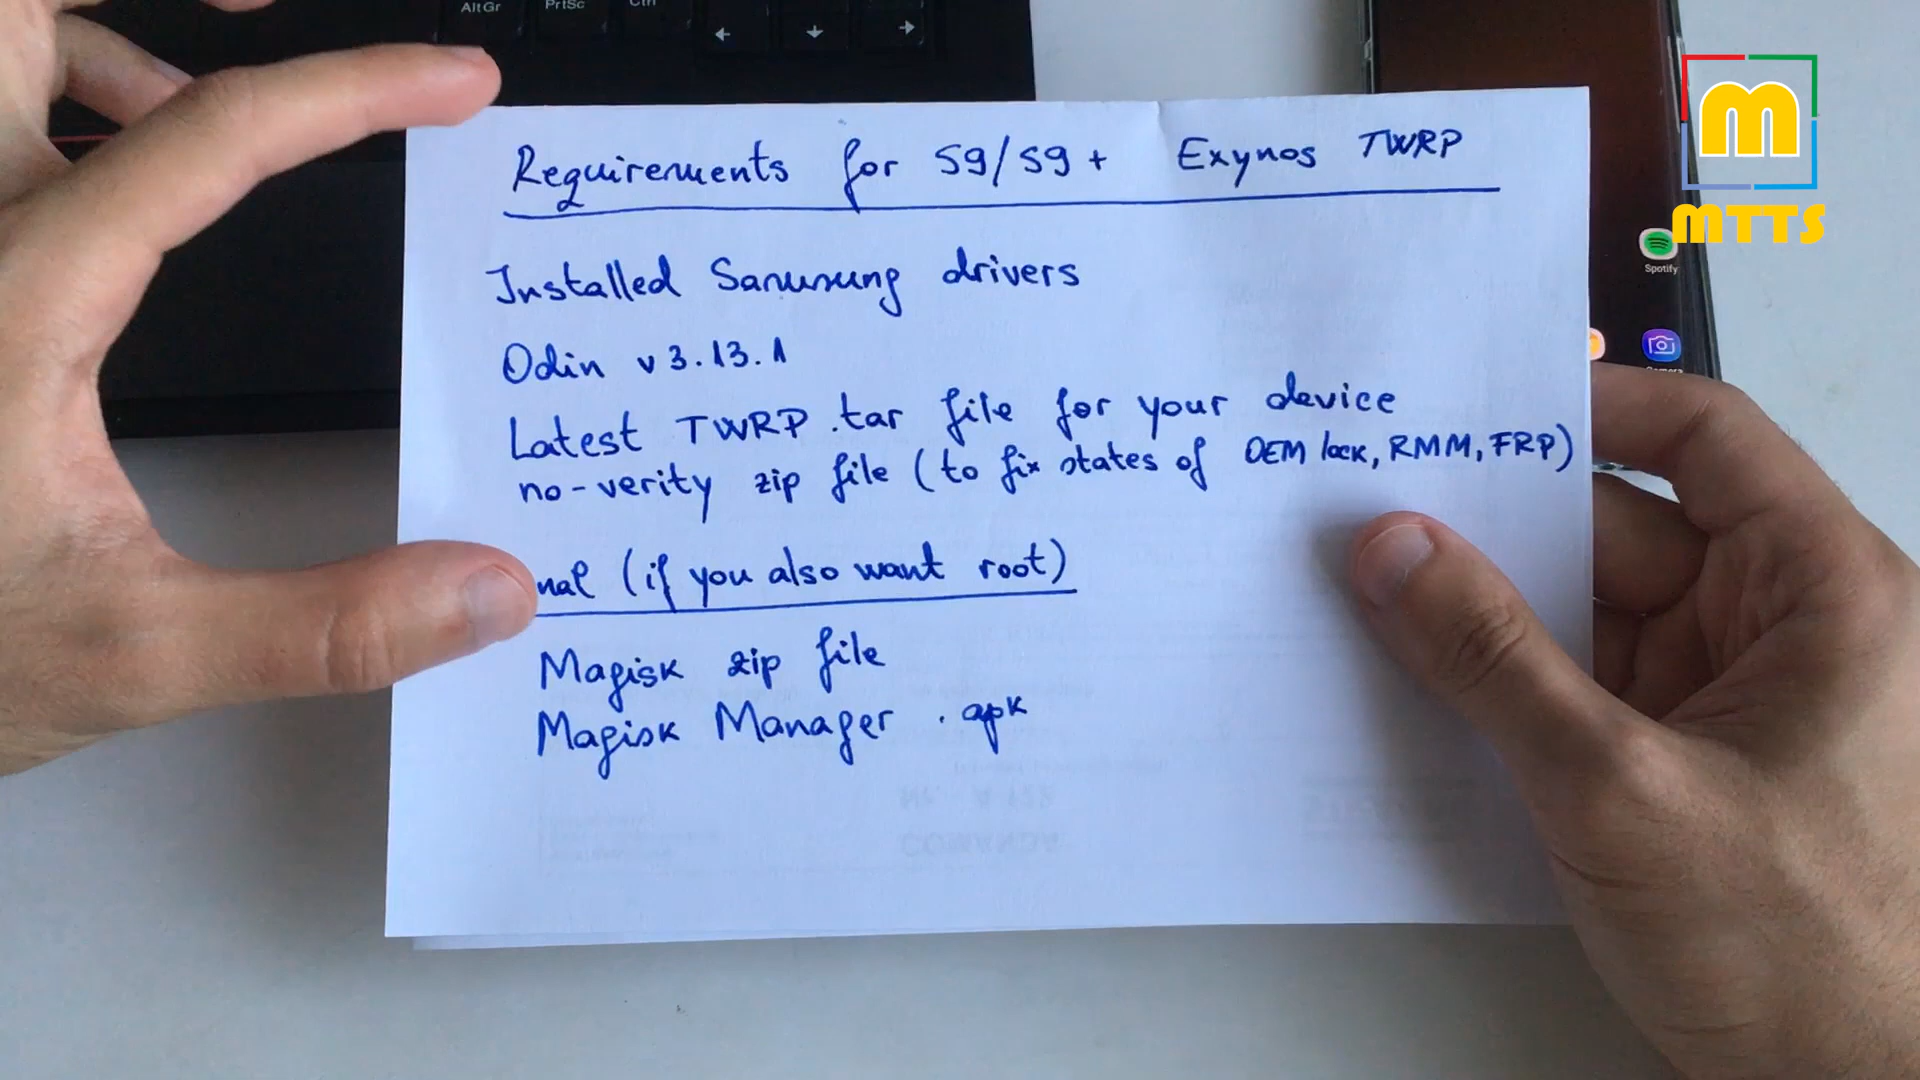 AltGr PrtSc Ctrl
Requirements for S9/S9+ Exynos TWRP
Installed Samsung drivers
Odin v3.13.1
Latest TWRP .tar file for your device
no-verity zip file (to fix states of OEM lock, RMM, FRP)
nal (if you also want root)
Magisk zip file
Magisk Manager .apk
M
MTTS
Spotify
COMANDA